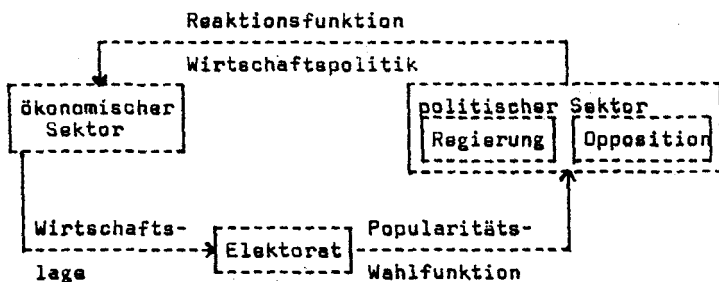 Reaktionsfunktion
Wirtschaftspolitik
ökonomischer
Sektor
politischer Sektor
Regierung
Opposition
Wirtschafts-
lage
Elektorat
Popularitäts-
Wahlfunktion